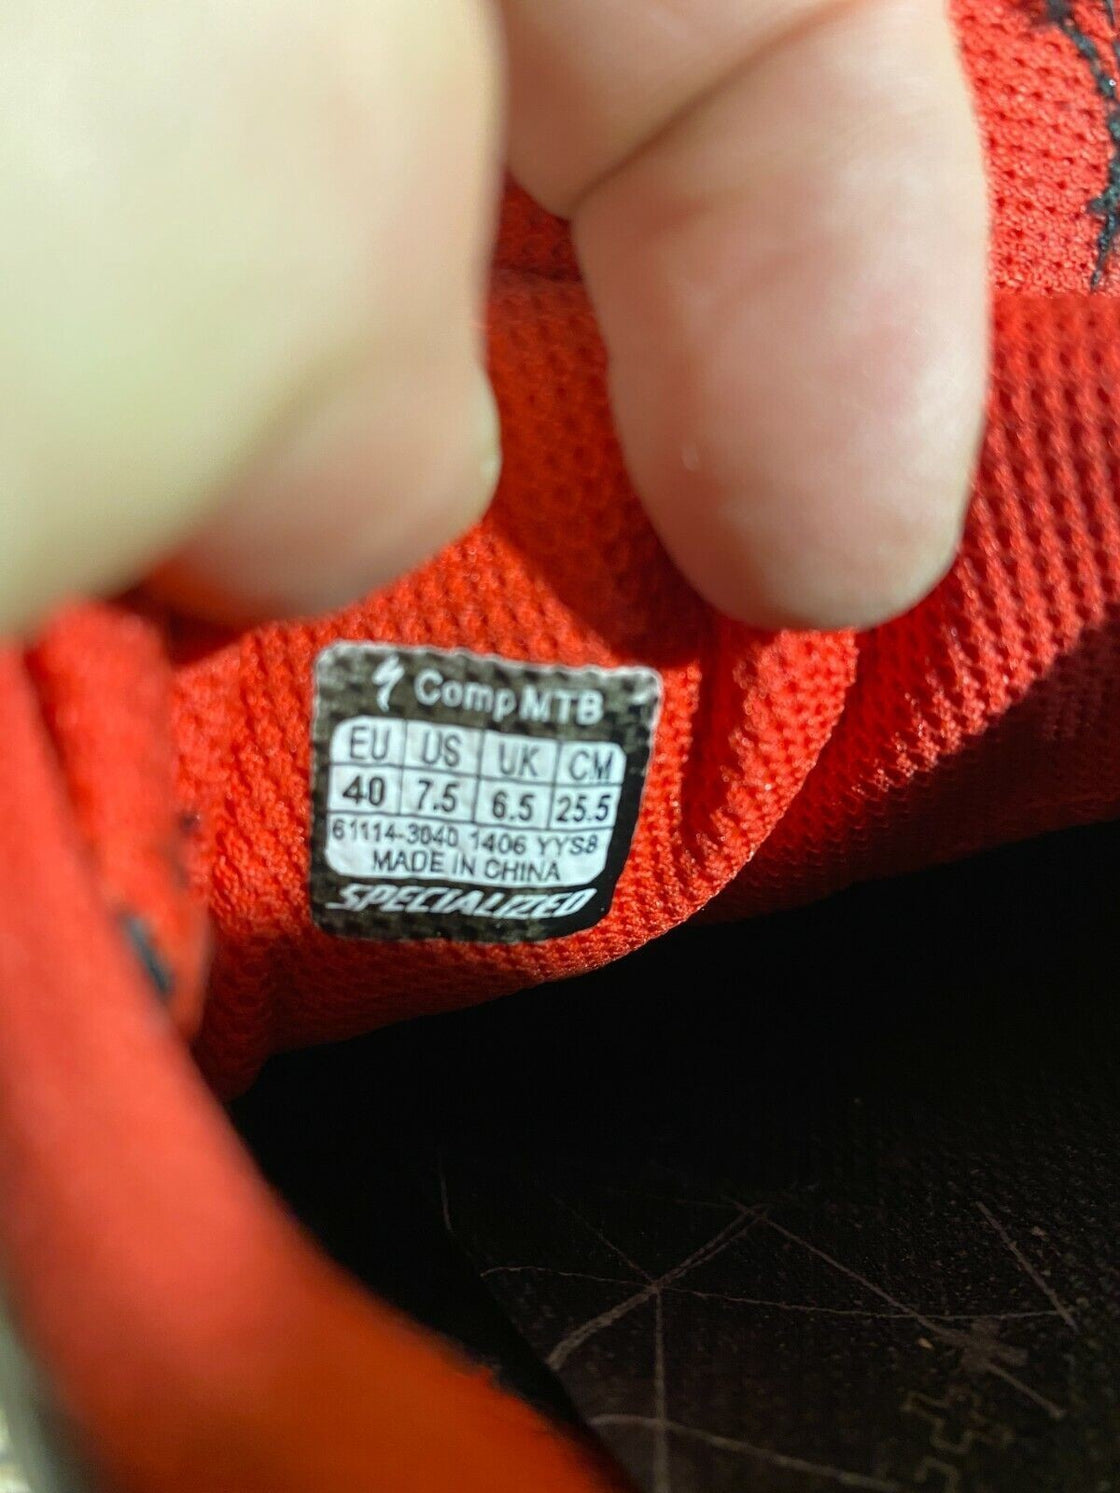 Comp MTB
EU US UK CM
40 7.5 6.5 25.5
61114-3040 1406 YYS8
MADE IN CHINA
SPECIALIZED